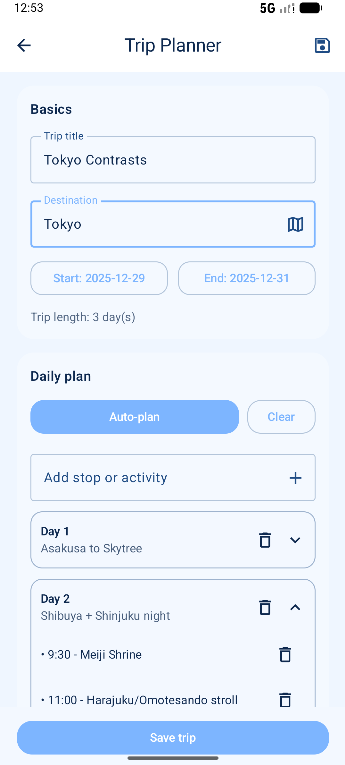 12:53
5G
Trip Planner
Basics
Trip title
Tokyo Contrasts
Destination
Tokyo
Start: 2025-12-29
End: 2025-12-31
Trip length: 3 day(s)
Daily plan
Auto-plan
Clear
Add stop or activity
Day 1
Asakusa to Skytree
Day 2
Shibuya + Shinjuku night
• 9:30 - Meiji Shrine
• 11:00 - Harajuku/Omotesando stroll
Save trip